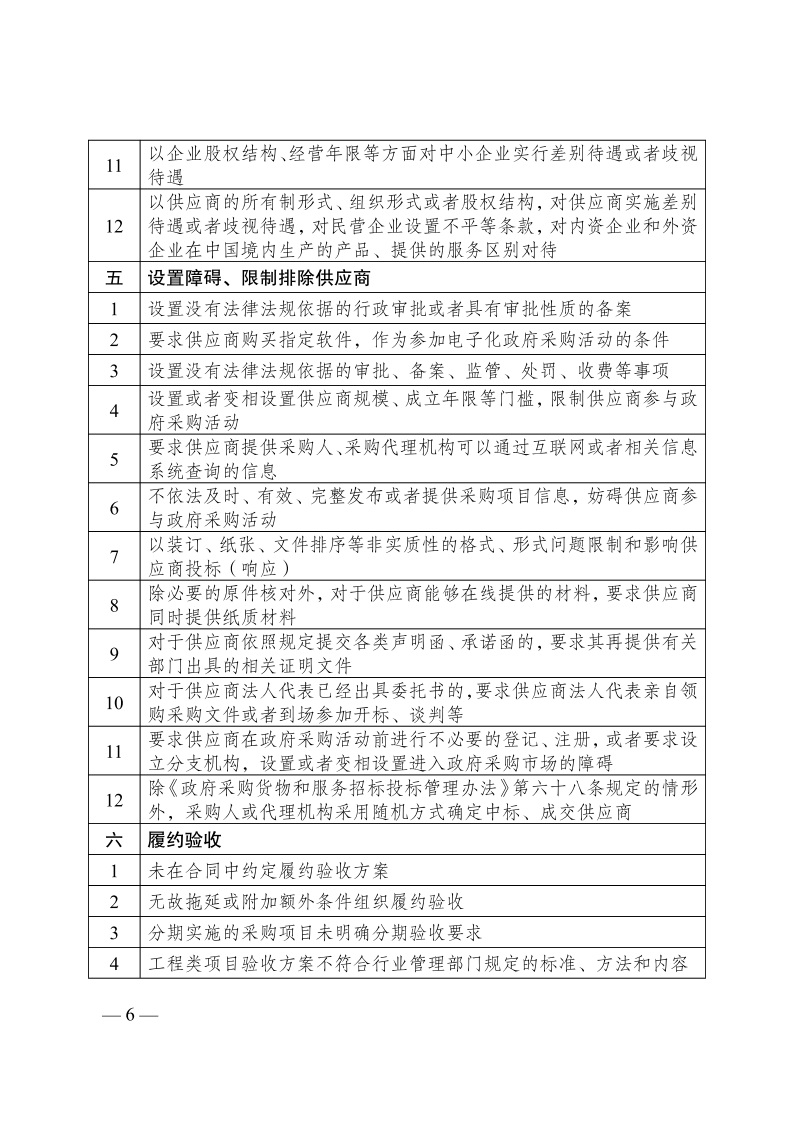 11 以企业股权结构、经营年限等方面对中小企业实行差别待遇或者歧视
待遇
12 以供应商的所有制形式、组织形式或者股权结构，对供应商实施差别
待遇或者歧视待遇，对民营企业设置不平等条款，对内资企业和外资
企业在中国境内生产的产品、提供的服务区别对待
五 设置障碍、限制排除供应商
1 设置没有法律法规依据的行政审批或者具有审批性质的备案
2 要求供应商购买指定软件，作为参加电子化政府采购活动的条件
3 设置没有法律法规依据的审批、备案、监管、处罚、收费等事项
4 设置或者变相设置供应商规模、成立年限等门槛，限制供应商参与政
府采购活动
5 要求供应商提供采购人、采购代理机构可以通过互联网或者相关信息
系统查询的信息
6 不依法及时、有效、完整发布或者提供采购项目信息，妨碍供应商参
与政府采购活动
7 以装订、纸张、文件排序等非实质性的格式、形式问题限制和影响供
应商投标（响应）
8 除必要的原件核对外，对于供应商能够在线提供的材料，要求供应商
同时提供纸质材料
9 对于供应商依照规定提交各类声明函、承诺函的，要求其再提供有关
部门出具的相关证明文件
10 对于供应商法人代表已经出具委托书的，要求供应商法人代表亲自领
购采购文件或者到场参加开标、谈判等
11 要求供应商在政府采购活动前进行不必要的登记、注册，或者要求设
立分支机构，设置或者变相设置进入政府采购市场的障碍
12 除《政府采购货物和服务招标投标管理办法》第六十八条规定的情形
外，采购人或代理机构采用随机方式确定中标、成交供应商
六 履约验收
1 未在合同中约定履约验收方案
2 无故拖延或附加额外条件组织履约验收
3 分期实施的采购项目未明确分期验收要求
4 工程类项目验收方案不符合行业管理部门规定的标准、方法和内容
— 6 —